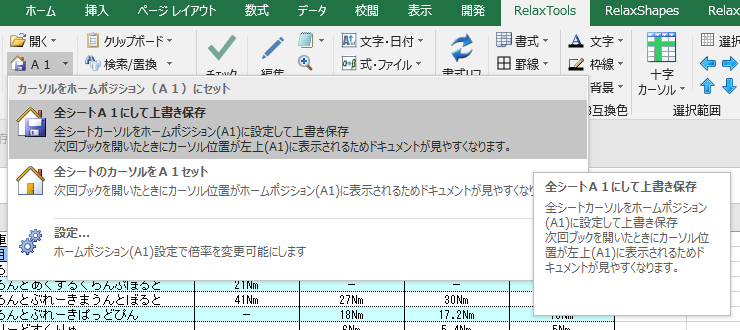 ホーム 挿入 ページ レイアウト 数式 データ 校閲 表示 開発 RelaxTools RelaxShapes Relax
開く クリップボード 文字・日付 書式 文字 選択
A1 検索/置換 チェック 編集 式・ファイル 罫線 枠線 十字カーソル
背景
互換色 選択範囲
カーソルをホームポジション（A１）にセット
全シートA１にして上書き保存
全シートカーソルをホームポジション(A1)に設定して上書き保存
次回ブックを開いたときにカーソル位置が左上(A1)に表示されるためドキュメントが見やすくなります。
全シートのカーソルをA１セット
次回ブックを開いたときにカーソル位置がホームポジション(A1)に表示されるためドキュメントが見やすくなり
設定...
ホームポジション(A1)設定で倍率を変更可能にします
全シートA１にして上書き保存
全シートカーソルをホームポジション
(A1)に設定して上書き保存
次回ブックを開いたときにカーソル位
置が左上(A1)に表示されるためド
キュメントが見やすくなります。
ろんとのくするくらんぷぼると 21Nm － －
ろんとぶれーきまうんとぼると 41Nm 27Nm 30Nm
ろんとぶれーきぱっどぴん － 18Nm 17.2Nm